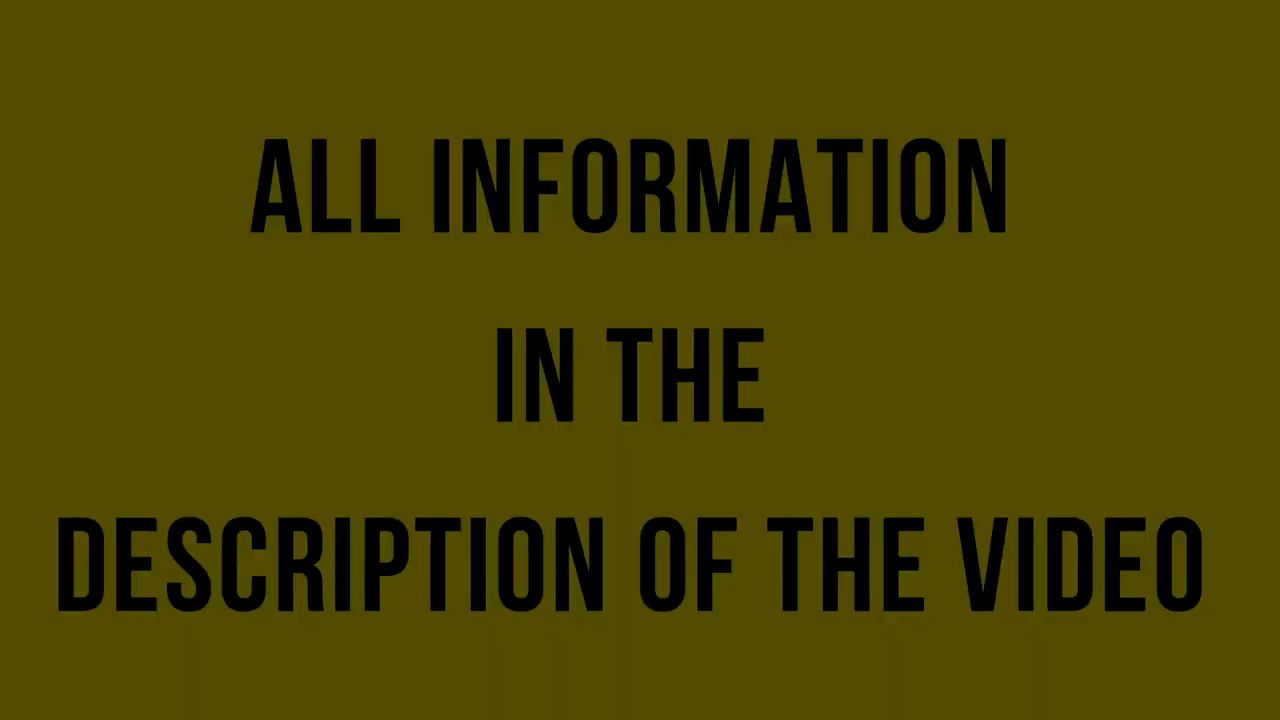 ALL INFORMATION
IN THE
DESCRIPTION OF THE VIDEO